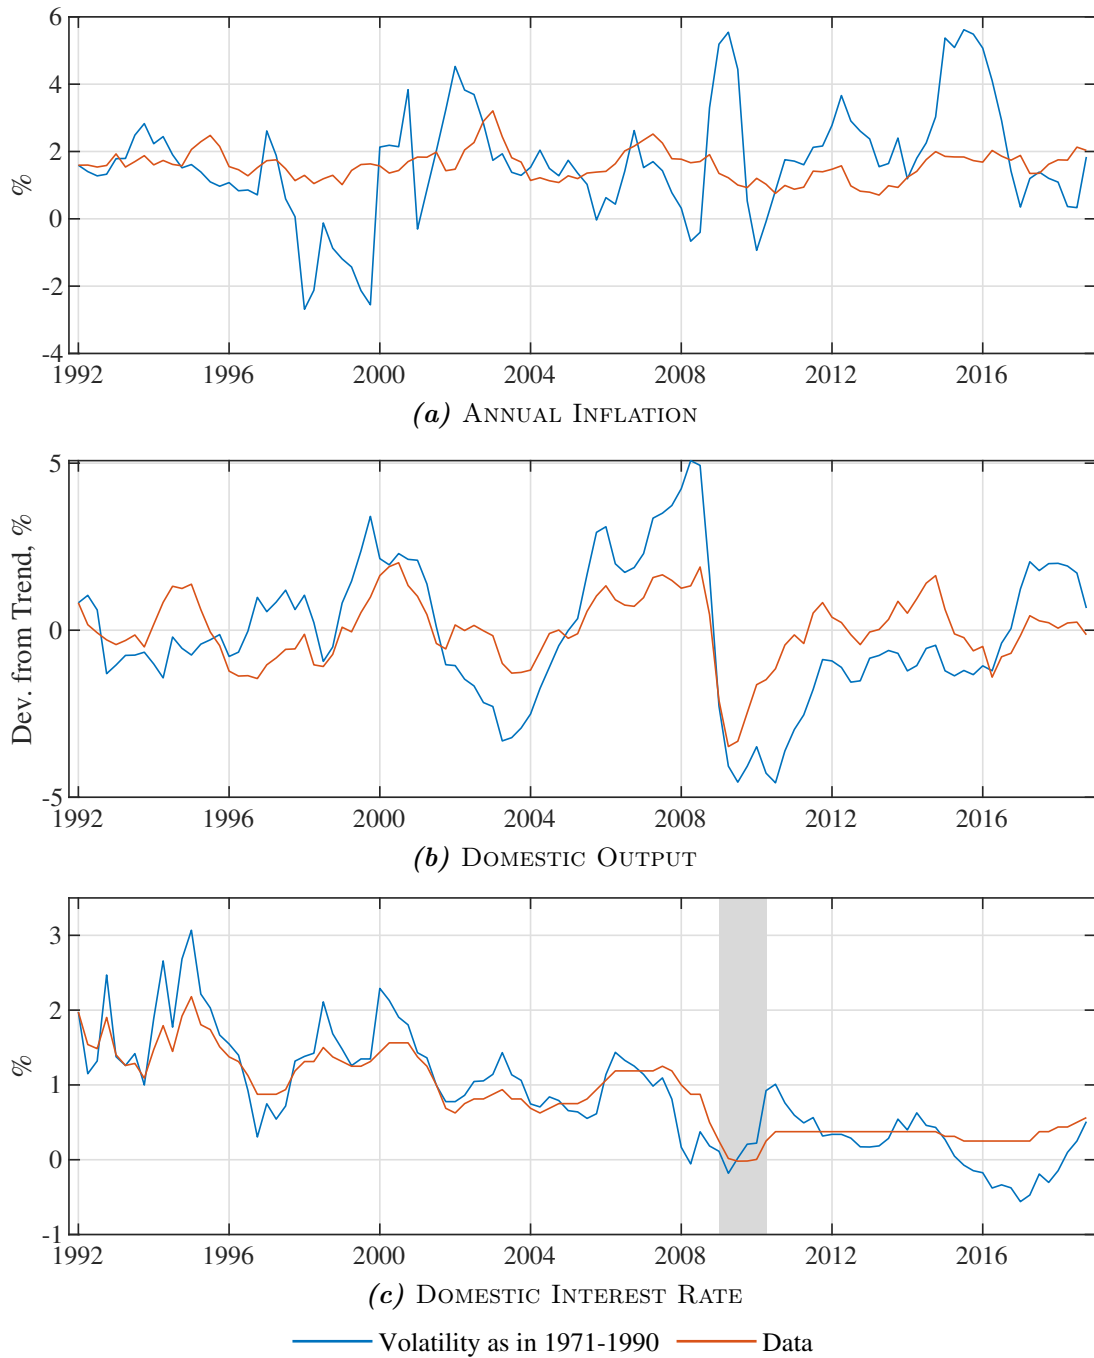 6
4
2
0
-2
-4
%
1992 1996 2000 2004 2008 2012 2016
(a) Annual Inflation
5
0
-5
Dev. from Trend, %
1992 1996 2000 2004 2008 2012 2016
(b) Domestic Output
3
2
1
0
-1
%
1992 1996 2000 2004 2008 2012 2016
(c) Domestic Interest Rate
Volatility as in 1971-1990 Data